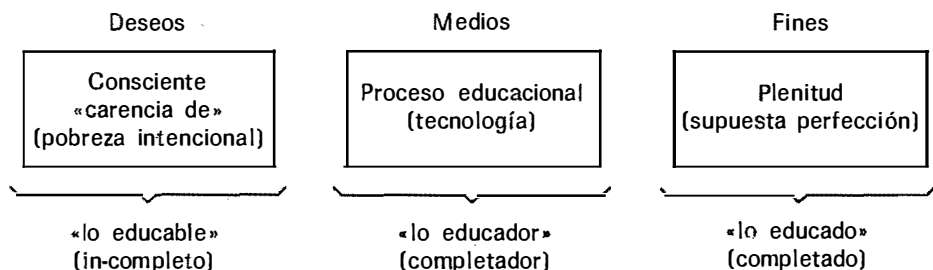 Deseos
Medios
Fines
Consciente
«carencia de»
(pobreza intencional)
Proceso educacional
(tecnología)
Plenitud
(supuesta perfección)
«lo educable»
(in-completo)
«lo educador»
(completador)
«lo educado»
(completado)